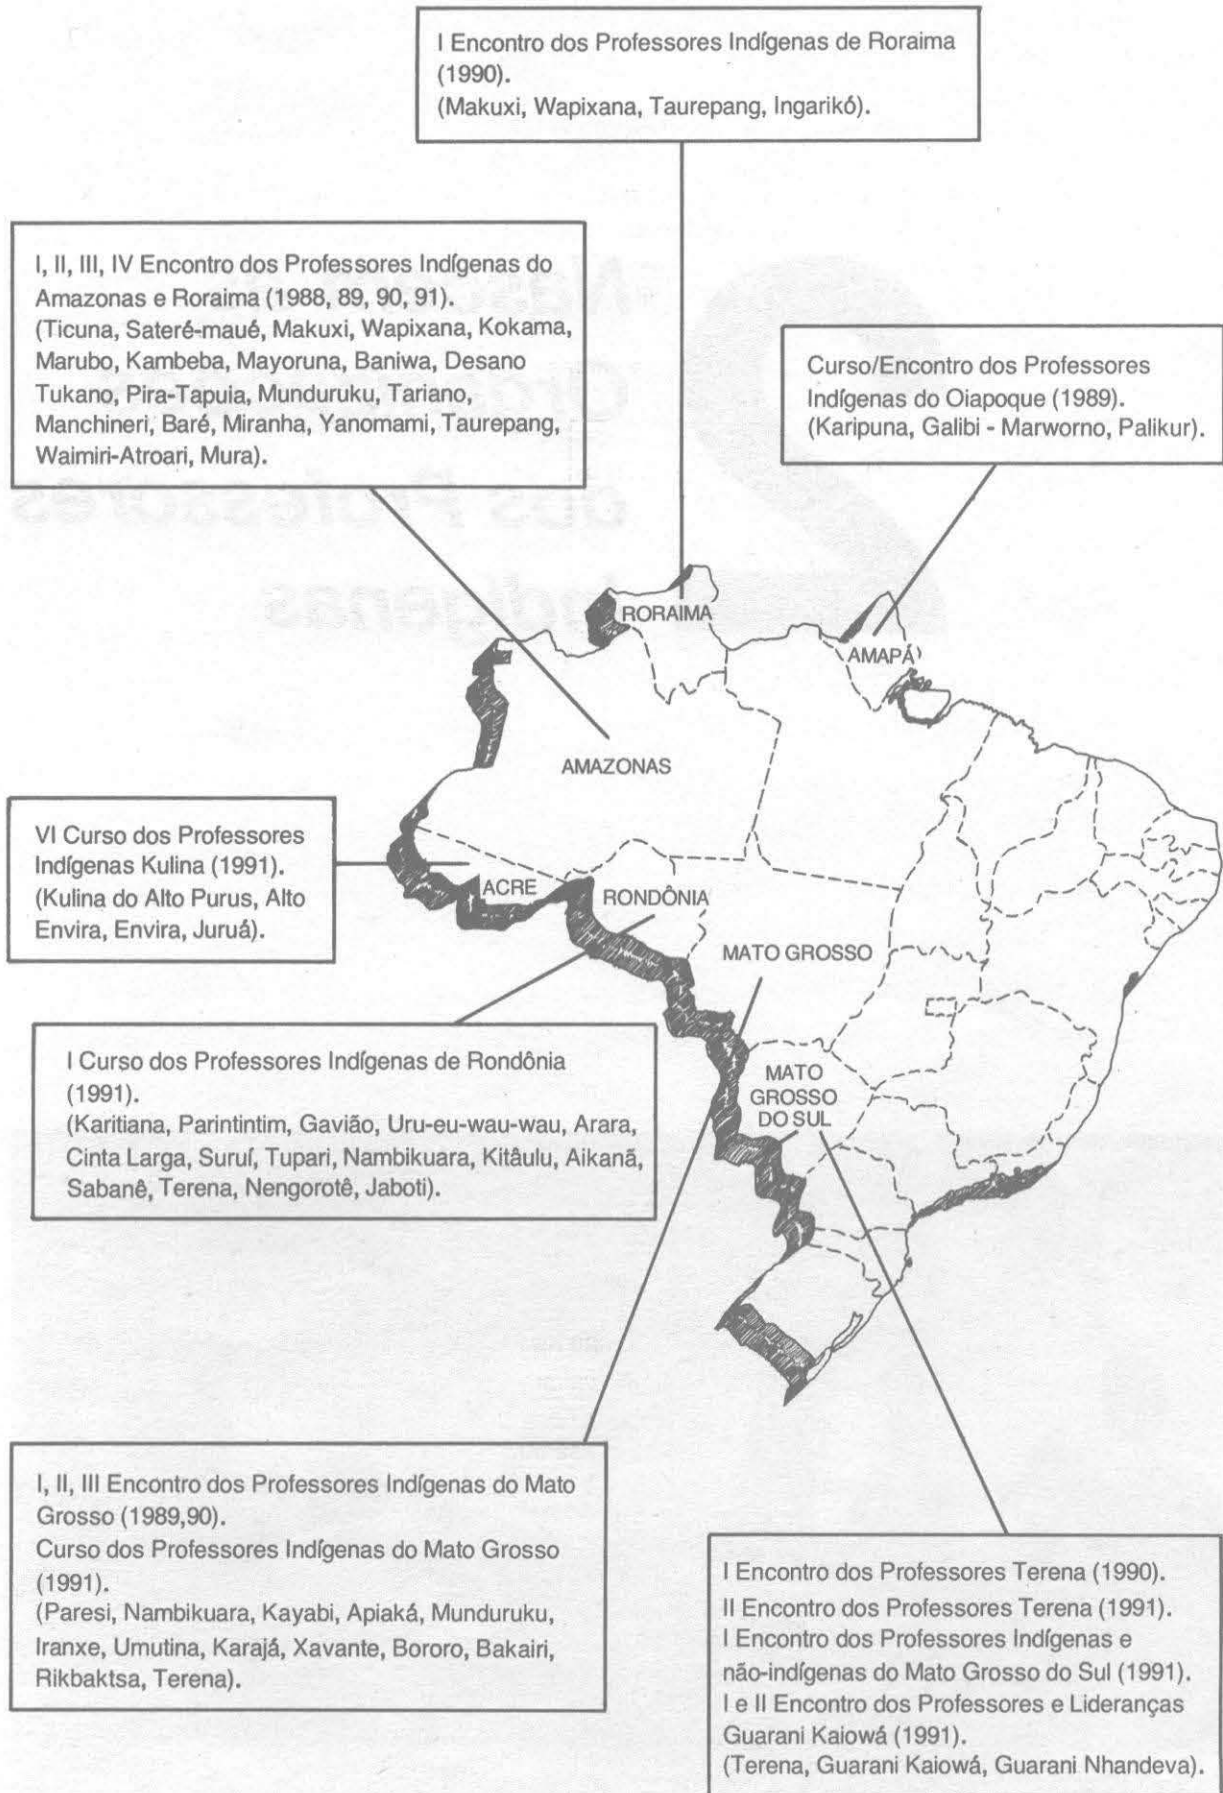 I Encontro dos Professores Indígenas de Roraima
(1990).
(Makuxi, Wapixana, Taurepang, Ingarikó).
I, II, III, IV Encontro dos Professores Indígenas do
Amazonas e Roraima (1988, 89, 90, 91).
(Ticuna, Sateré-maué, Makuxi, Wapixana, Kokama,
Marubo, Kambeba, Mayoruna, Baniwa, Desano
Tukano, Pira-Tapuia, Munduruku, Tariano,
Manchineri, Baré, Miranha, Yanomami, Taurepang,
Waimiri-Atroari, Mura).
Curso/Encontro dos Professores
Indígenas do Oiapoque (1989).
(Karipuna, Galibi - Marworno, Palikur).
RORAIMA
AMAPÁ
AMAZONAS
VI Curso dos Professores
Indígenas Kulina (1991).
(Kulina do Alto Purus, Alto
Envira, Envira, Juruá).
ACRE
RONDÔNIA
MATO GROSSO
I Curso dos Professores Indígenas de Rondônia
(1991).
(Karitiana, Parintintim, Gavião, Uru-eu-wau-wau, Arara,
Cinta Larga, Suruí, Tupari, Nambikuara, Kitâulu, Aikanã,
Sabanê, Terena, Nengorotê, Jaboti).
MATO
GROSSO
DO SUL
I, II, III Encontro dos Professores Indígenas do Mato
Grosso (1989,90).
Curso dos Professores Indígenas do Mato Grosso
(1991).
(Paresi, Nambikuara, Kayabi, Apiaká, Munduruku,
Iranxe, Umutina, Karajá, Xavante, Bororo, Bakairi,
Rikbaktsa, Terena).
I Encontro dos Professores Terena (1990).
II Encontro dos Professores Terena (1991).
I Encontro dos Professores Indígenas e
não-indígenas do Mato Grosso do Sul (1991).
I e II Encontro dos Professores e Lideranças
Guarani Kaiowá (1991).
(Terena, Guarani Kaiowá, Guarani Nhandeva).